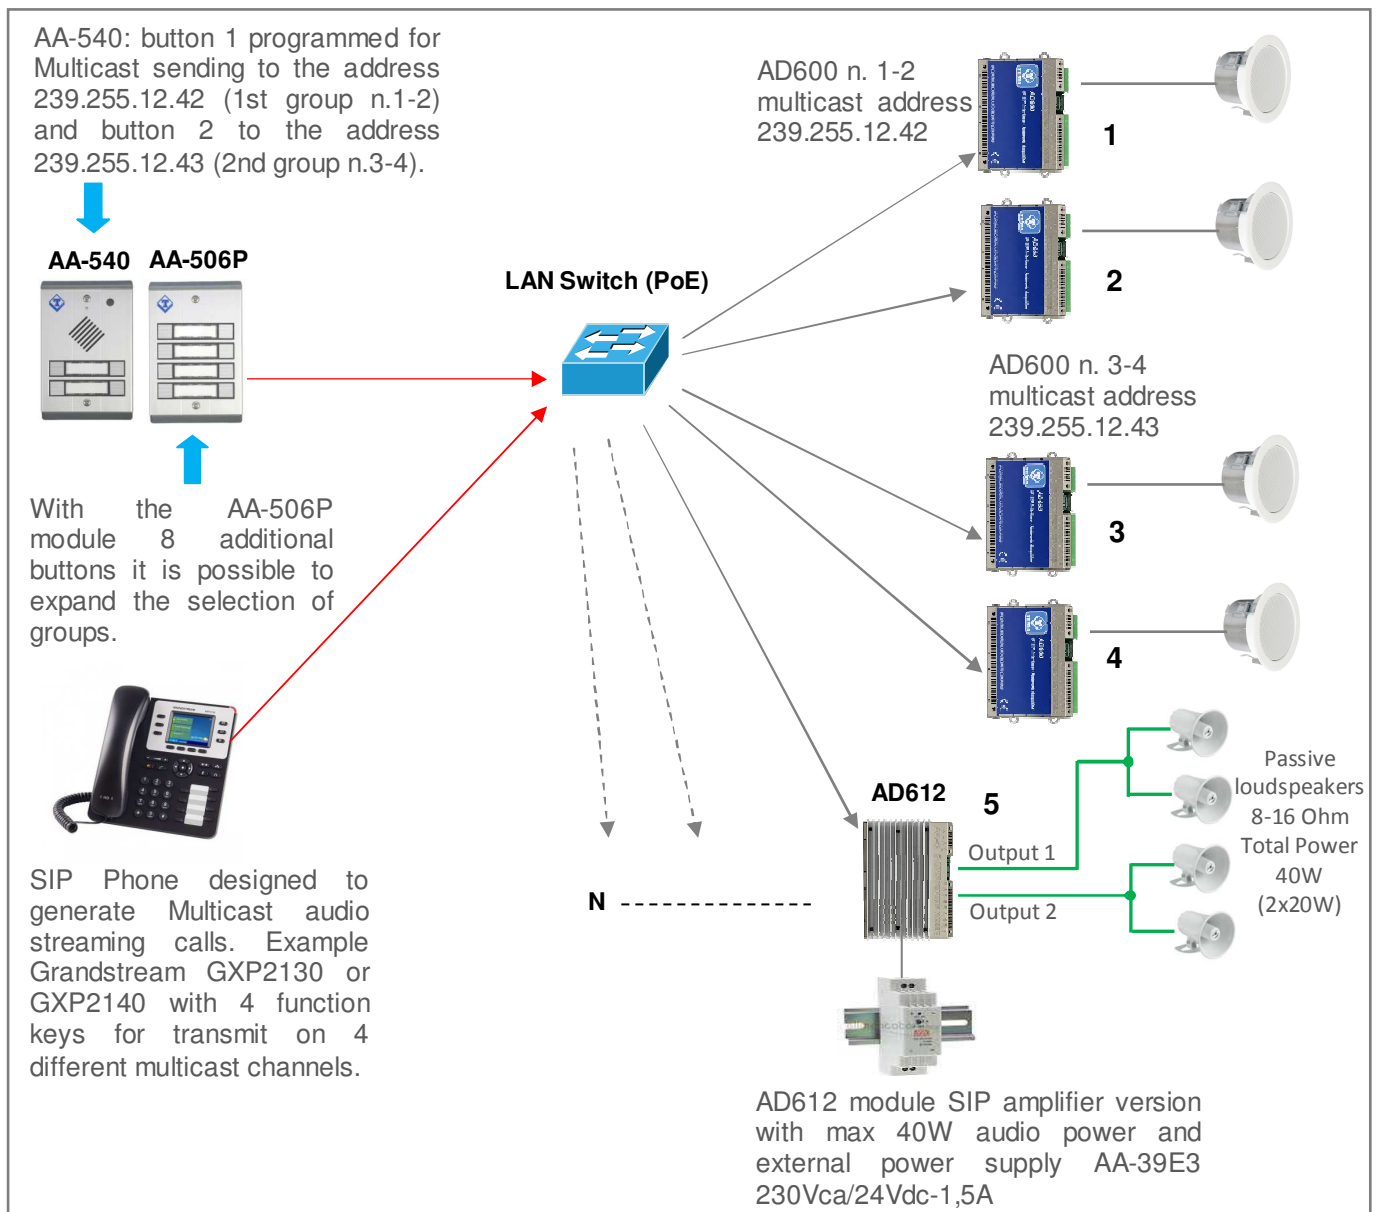 AA-540: button 1 programmed for
Multicast sending to the address
239.255.12.42 (1st group n.1-2)
and button 2 to the address
239.255.12.43 (2nd group n.3-4).
AA-540 AA-506P
With the AA-506P
module 8 additional
buttons it is possible to
expand the selection of
groups.
SIP Phone designed to
generate Multicast audio
streaming calls. Example
Grandstream GXP2130 or
GXP2140 with 4 function
keys for transmit on 4
different multicast channels.
LAN Switch (PoE)
N
AD600 n. 1-2
multicast address
239.255.12.42
1
2
AD600 n. 3-4
multicast address
239.255.12.43
3
4
AD612
5
Output 1
Output 2
Passive
loudspeakers
8-16 Ohm
Total Power
40W
(2x20W)
AD612 module SIP amplifier version
with max 40W audio power and
external power supply AA-39E3
230Vca/24Vdc-1,5A